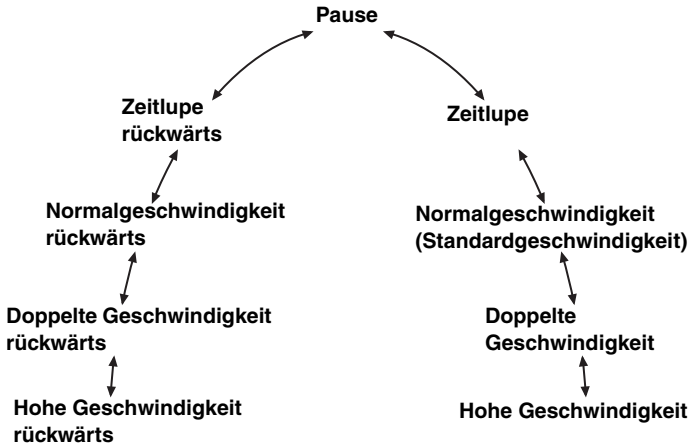 Pause
Zeitlupe
rückwärts
Zeitlupe
Normalgeschwindigkeit
rückwärts
Normalgeschwindigkeit
(Standardgeschwindigkeit)
Doppelte Geschwindigkeit
rückwärts
Doppelte
Geschwindigkeit
Hohe Geschwindigkeit
rückwärts
Hohe Geschwindigkeit